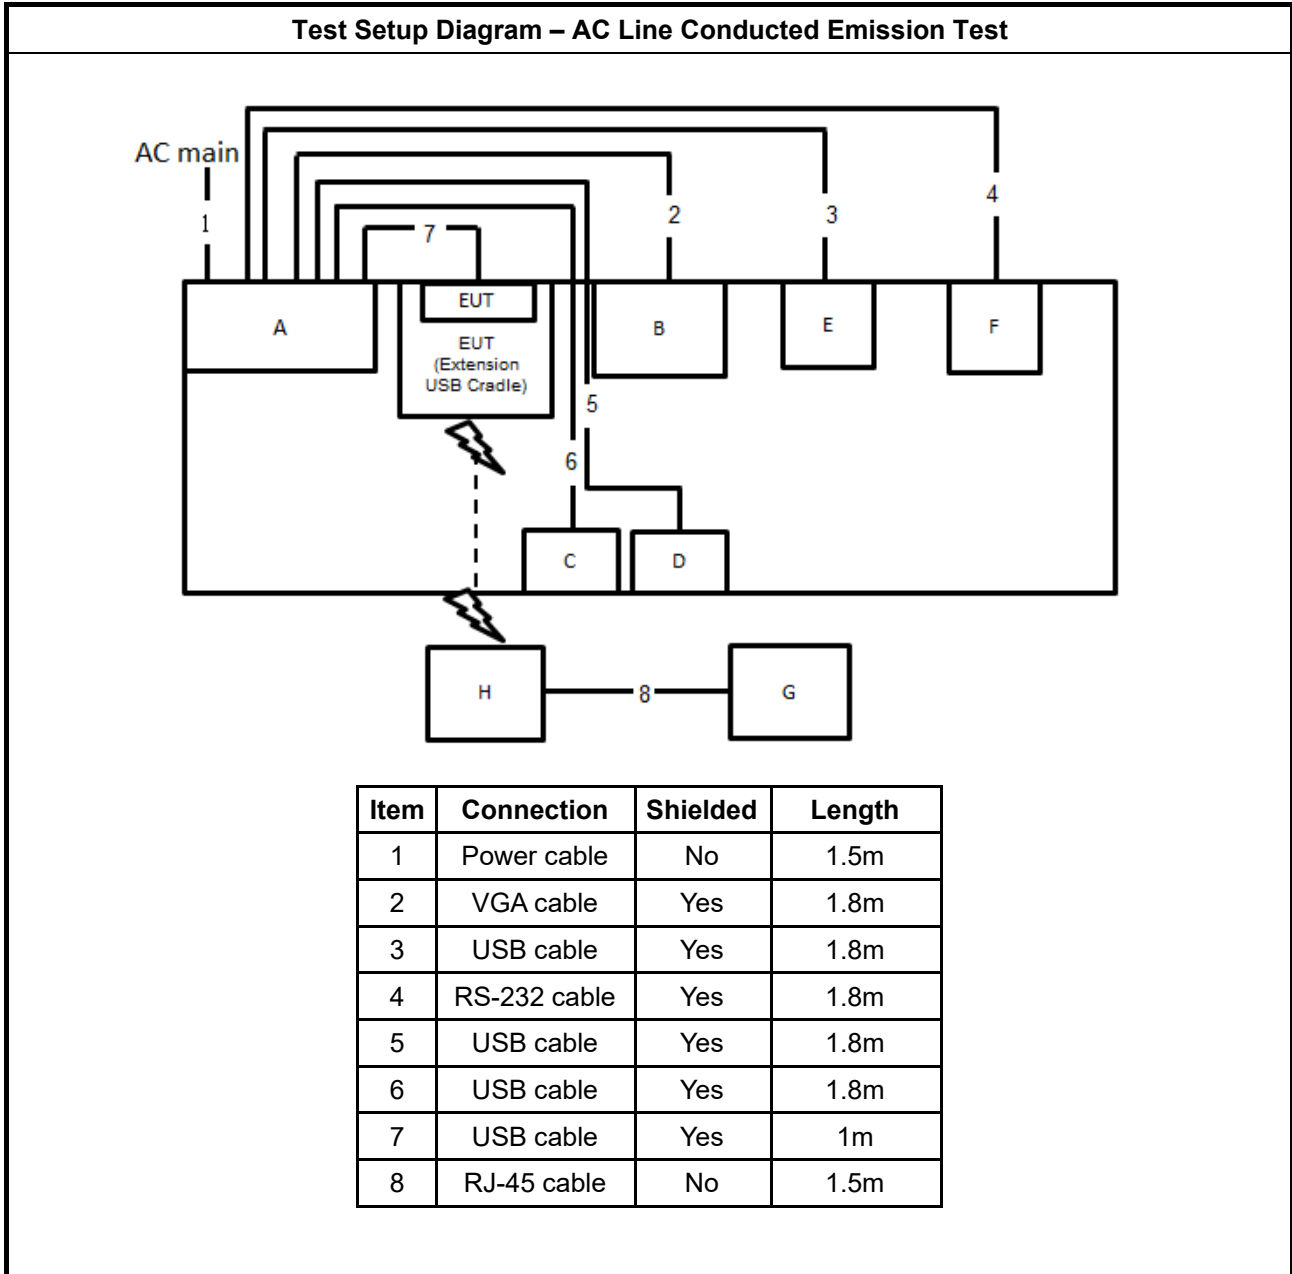 Test Setup Diagram – AC Line Conducted Emission Test
AC main
1
7
2
3
4
A
EUT
EUT
(Extension
USB Cradle)
B
E
F
5
6
C
D
H
8
G
Item Connection Shielded Length
1 Power cable No 1.5m
2 VGA cable Yes 1.8m
3 USB cable Yes 1.8m
4 RS-232 cable Yes 1.8m
5 USB cable Yes 1.8m
6 USB cable Yes 1.8m
7 USB cable Yes 1m
8 RJ-45 cable No 1.5m